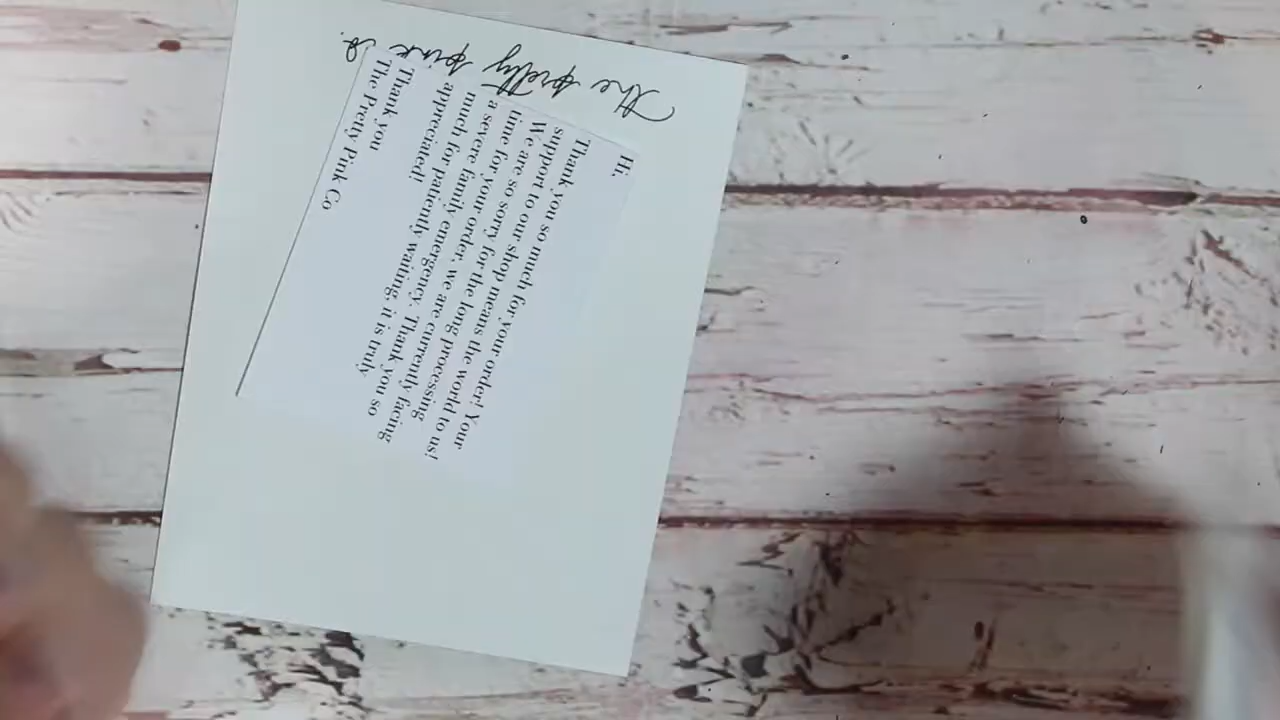 the pretty pink co.
Hi,
Thank you so much for your order! Your
support to our shop means the world to us!
We are so sorry for the long processing
time for your order, we are currently facing
a severe family emergency. Thank you so
much for patiently waiting, it is truly
appreciated!
Thank you
The Pretty Pink Co